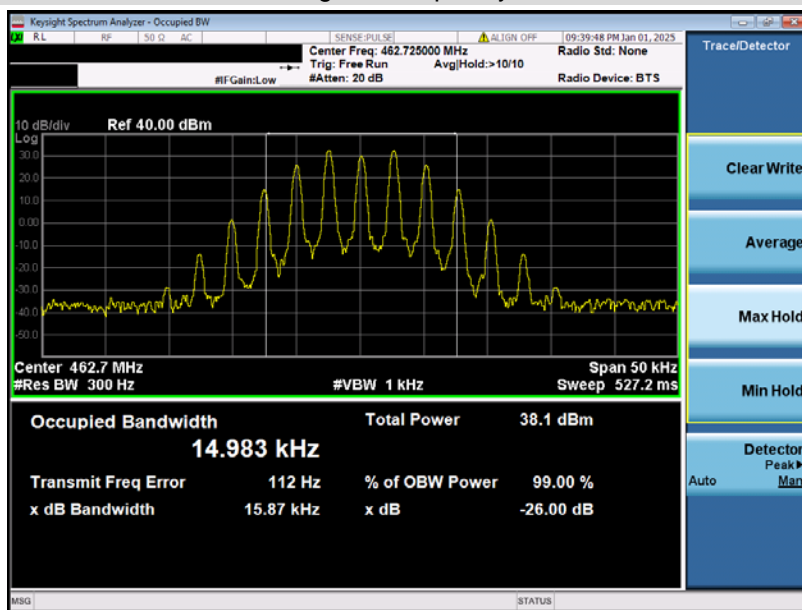 Keysight Spectrum Analyzer - Occupied BW
RL RF 50 Ω AC SENSE:PULSE ALIGN OFF 09:39:48 PM Jan 01, 2025
Center Freq: 462.725000 MHz Radio Std: None
Trig: Free Run Avg|Hold:>10/10
#IFGain:Low #Atten: 20 dB Radio Device: BTS
10 dB/div Ref 40.00 dBm
Log
30.0
20.0
10.0
0.00
-10.0
-20.0
-30.0
-40.0
-50.0
Center 462.7 MHz Span 50 kHz
#Res BW 300 Hz #VBW 1 kHz Sweep 527.2 ms
Occupied Bandwidth Total Power 38.1 dBm
14.983 kHz
Transmit Freq Error 112 Hz % of OBW Power 99.00 %
x dB Bandwidth 15.87 kHz x dB -26.00 dB
MSG STATUS
Trace/Detector
Clear Write
Average
Max Hold
Min Hold
Detector
Peak▶
Auto Man